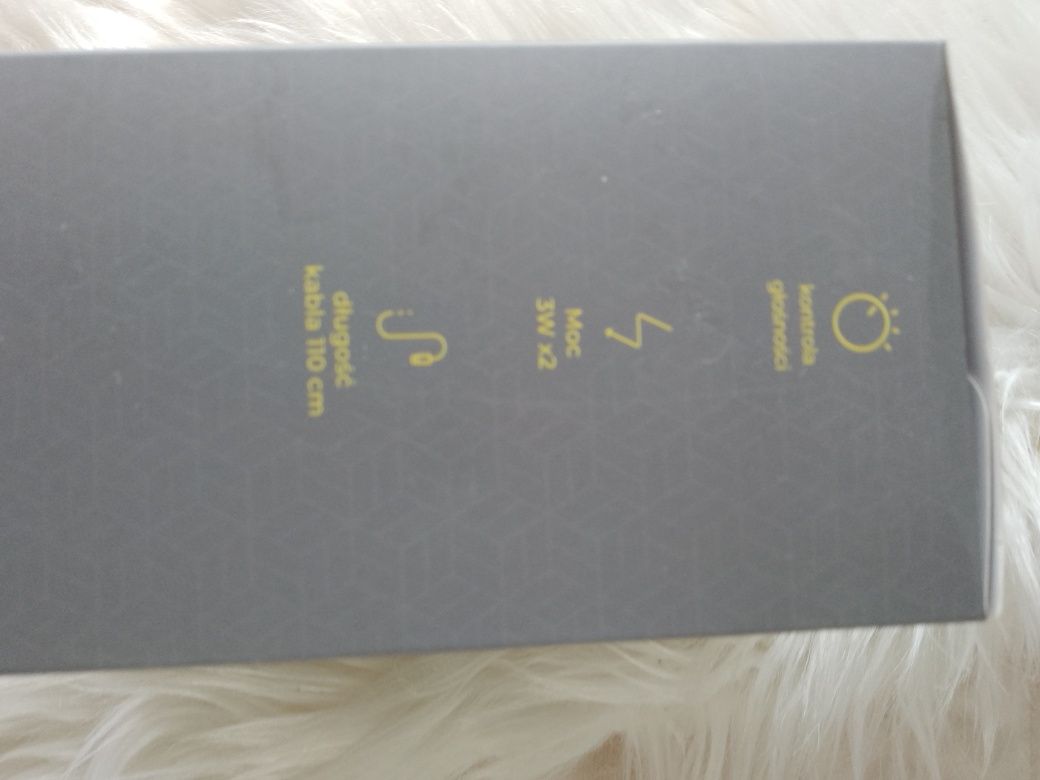 kontrola
głośności
Moc
3W x2
długość
kabla 110 cm